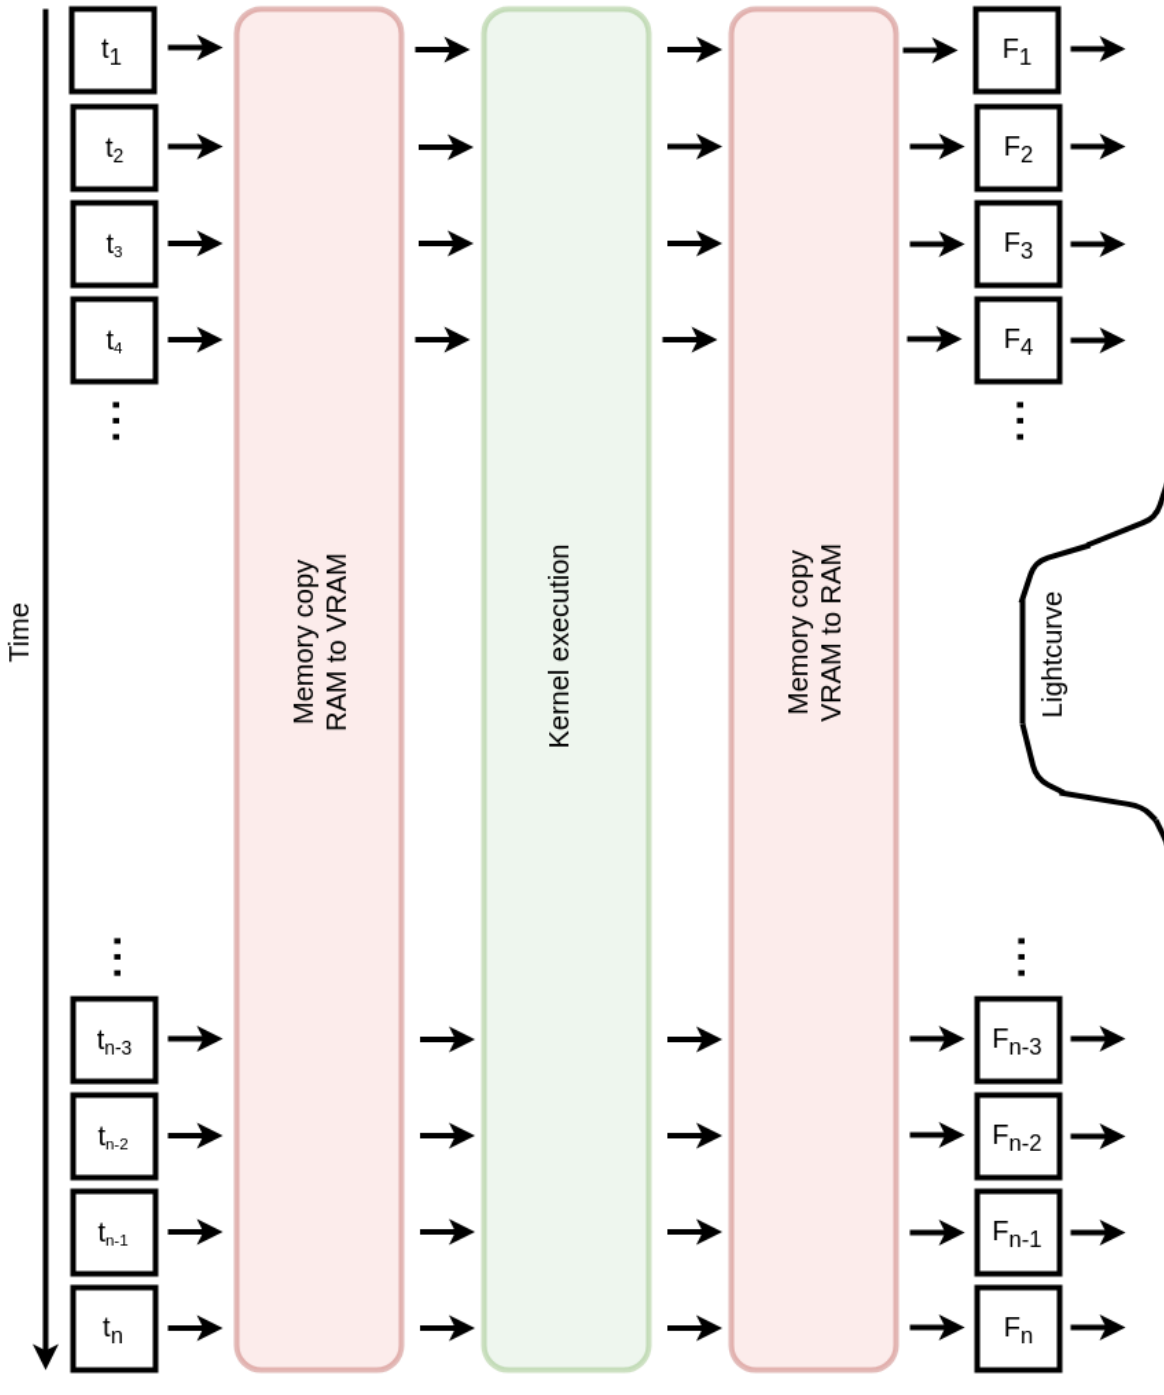 Time
t1
t2
t3
t4
...
tn-3
tn-2
tn-1
tn
Memory copy
RAM to VRAM
Kernel execution
Memory copy
VRAM to RAM
F1
F2
F3
F4
...
Lightcurve
...
Fn-3
Fn-2
Fn-1
Fn